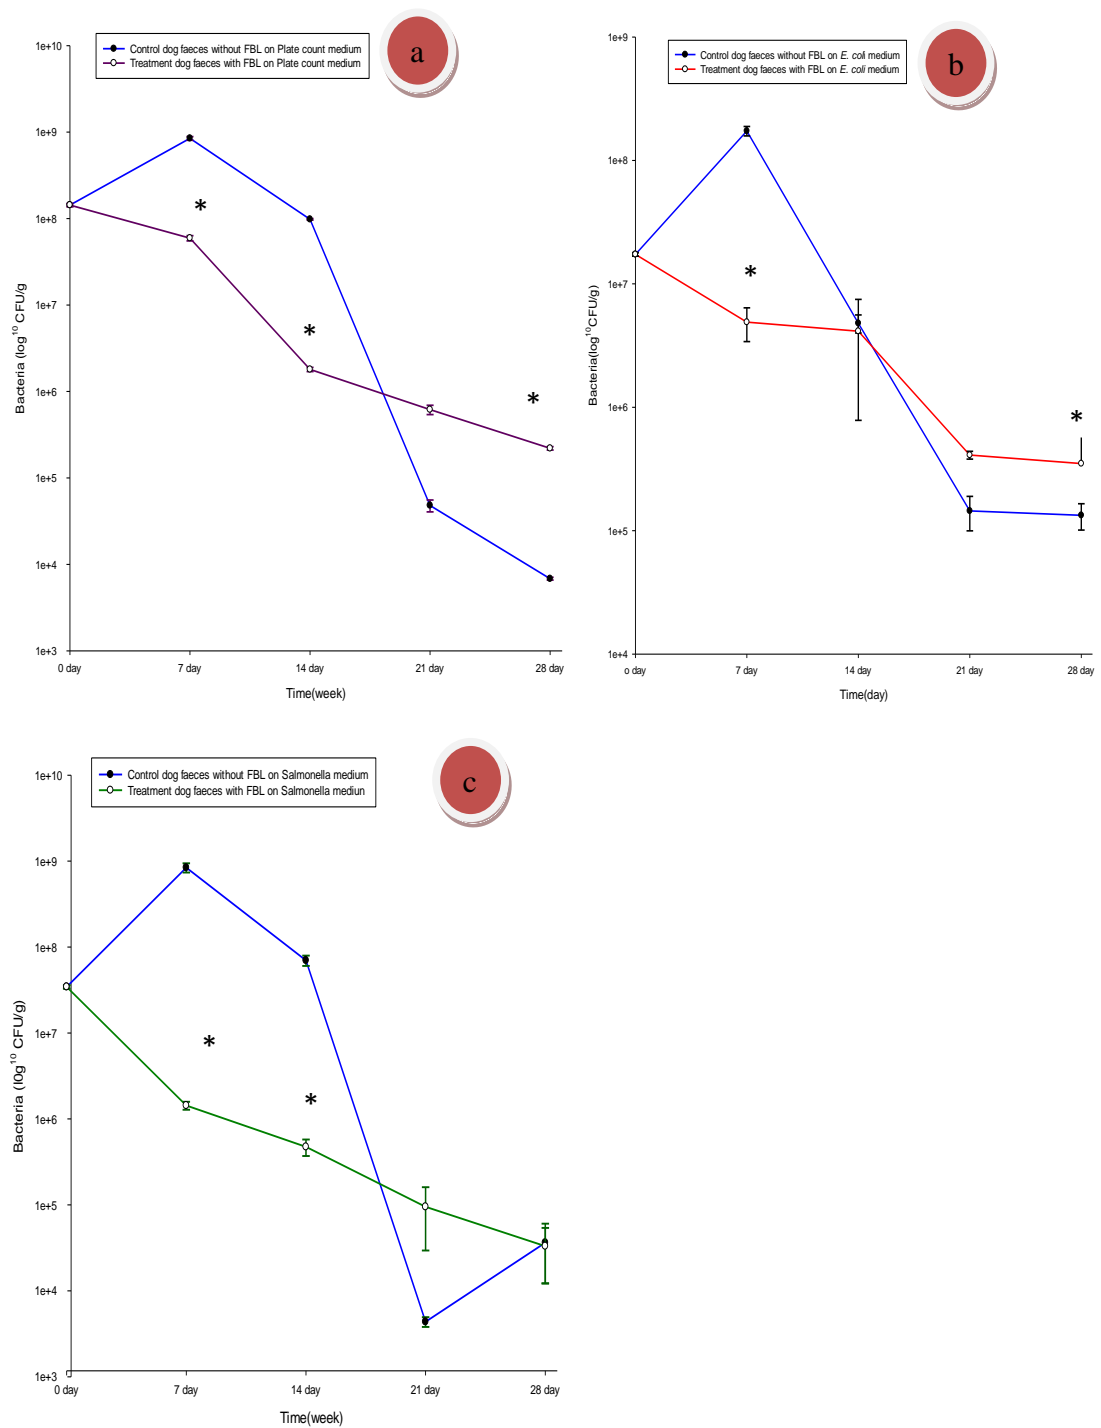 a
Control dog faeces without FBL on Plate count medium
Treatment dog faeces with FBL on Plate count medium
1e+10
1e+9
1e+8
1e+7
1e+6
1e+5
1e+4
1e+3
Bacteria (log¹⁰ CFU/g)
*
*
*
0 day
7 day
14 day
21 day
28 day
Time(week)
b
Control dog faeces without FBL on E. coli medium
Treatment dog faeces with FBL on E. coli medium
1e+9
1e+8
1e+7
1e+6
1e+5
1e+4
Bacteria(log¹⁰CFU/g)
*
*
o day
7 day
14 day
21 day
28 day
Time(day)
c
Control dog faeces without FBL on Salmonella medium
Treatment dog faeces with FBL on Salmonella mediun
1e+10
1e+9
1e+8
1e+7
1e+6
1e+5
1e+4
1e+3
Bacteria (l0g¹⁰ CFU/g)
*
*
0 day
7 day
14 day
21 day
28 day
Time(week)